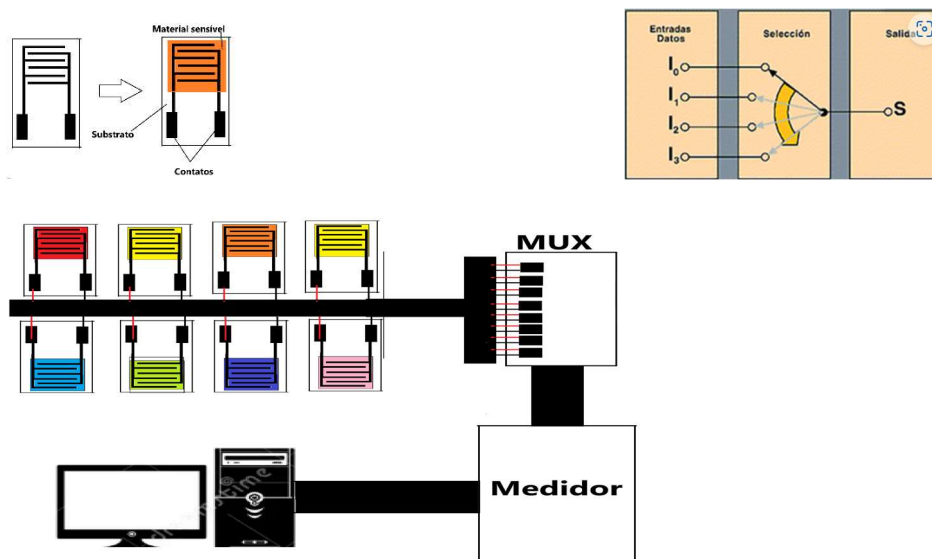 Material sensível
Substrato
Contatos
Entradas
Datos
Selección
Salida
I0
I1
I2
I3
S
MUX
Medidor